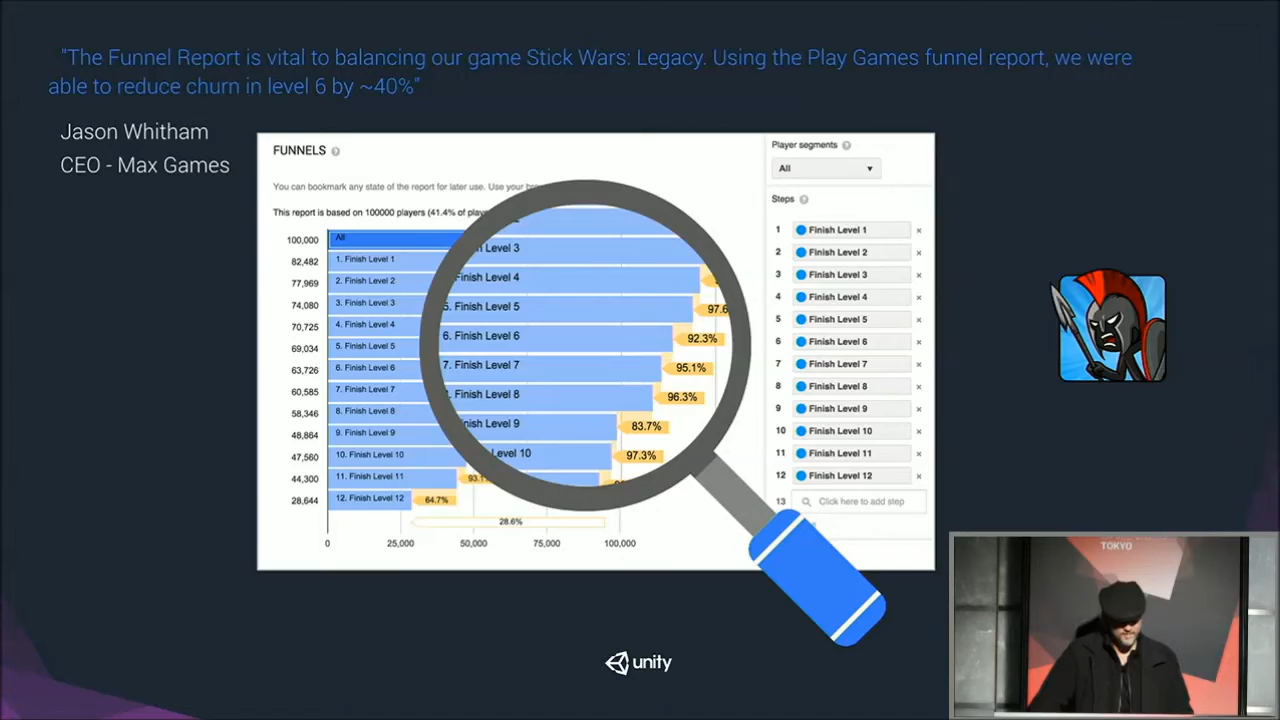 "The Funnel Report is vital to balancing our game Stick Wars: Legacy. Using the Play Games funnel report, we were
able to reduce churn in level 6 by ~40%"
Jason Whitham
CEO - Max Games
FUNNELS
You can bookmark any state of the report for later use. Use your
This report is based on 100000 players (41.4% of
100,000 All
82,482 1. Finish Level 1
77,969 2. Finish Level 2
74,080 3. Finish Level 3
70,725 4. Finish Level 4
69,034 5. Finish Level 5
63,726 6. Finish Level 6
60,585 7. Finish Level 7
58,346 8. Finish Level 8
48,864 9. Finish Level 9
47,560 10. Finish Level 10
44,300 11. Finish Level 11
28,644 12. Finish Level 12 64.7%
28.6%
0 25,000 50,000 75,000 100,000
Level 3
Finish Level 4
5. Finish Level 5 97.6
6. Finish Level 6 92.3%
7. Finish Level 7 95.1%
Finish Level 8 96.3%
Level 9 83.7%
Level 10 97.3%
Player segments
All
Steps
1 Finish Level 1 ×
2 Finish Level 2 ×
3 Finish Level 3 ×
4 Finish Level 4 ×
5 Finish Level 5 ×
6 Finish Level 6 ×
7 Finish Level 7 ×
8 Finish Level 8 ×
9 Finish Level 9 ×
10 Finish Level 10 ×
11 Finish Level 11 ×
12 Finish Level 12 ×
13 Click here to add step
TOKYO
unity